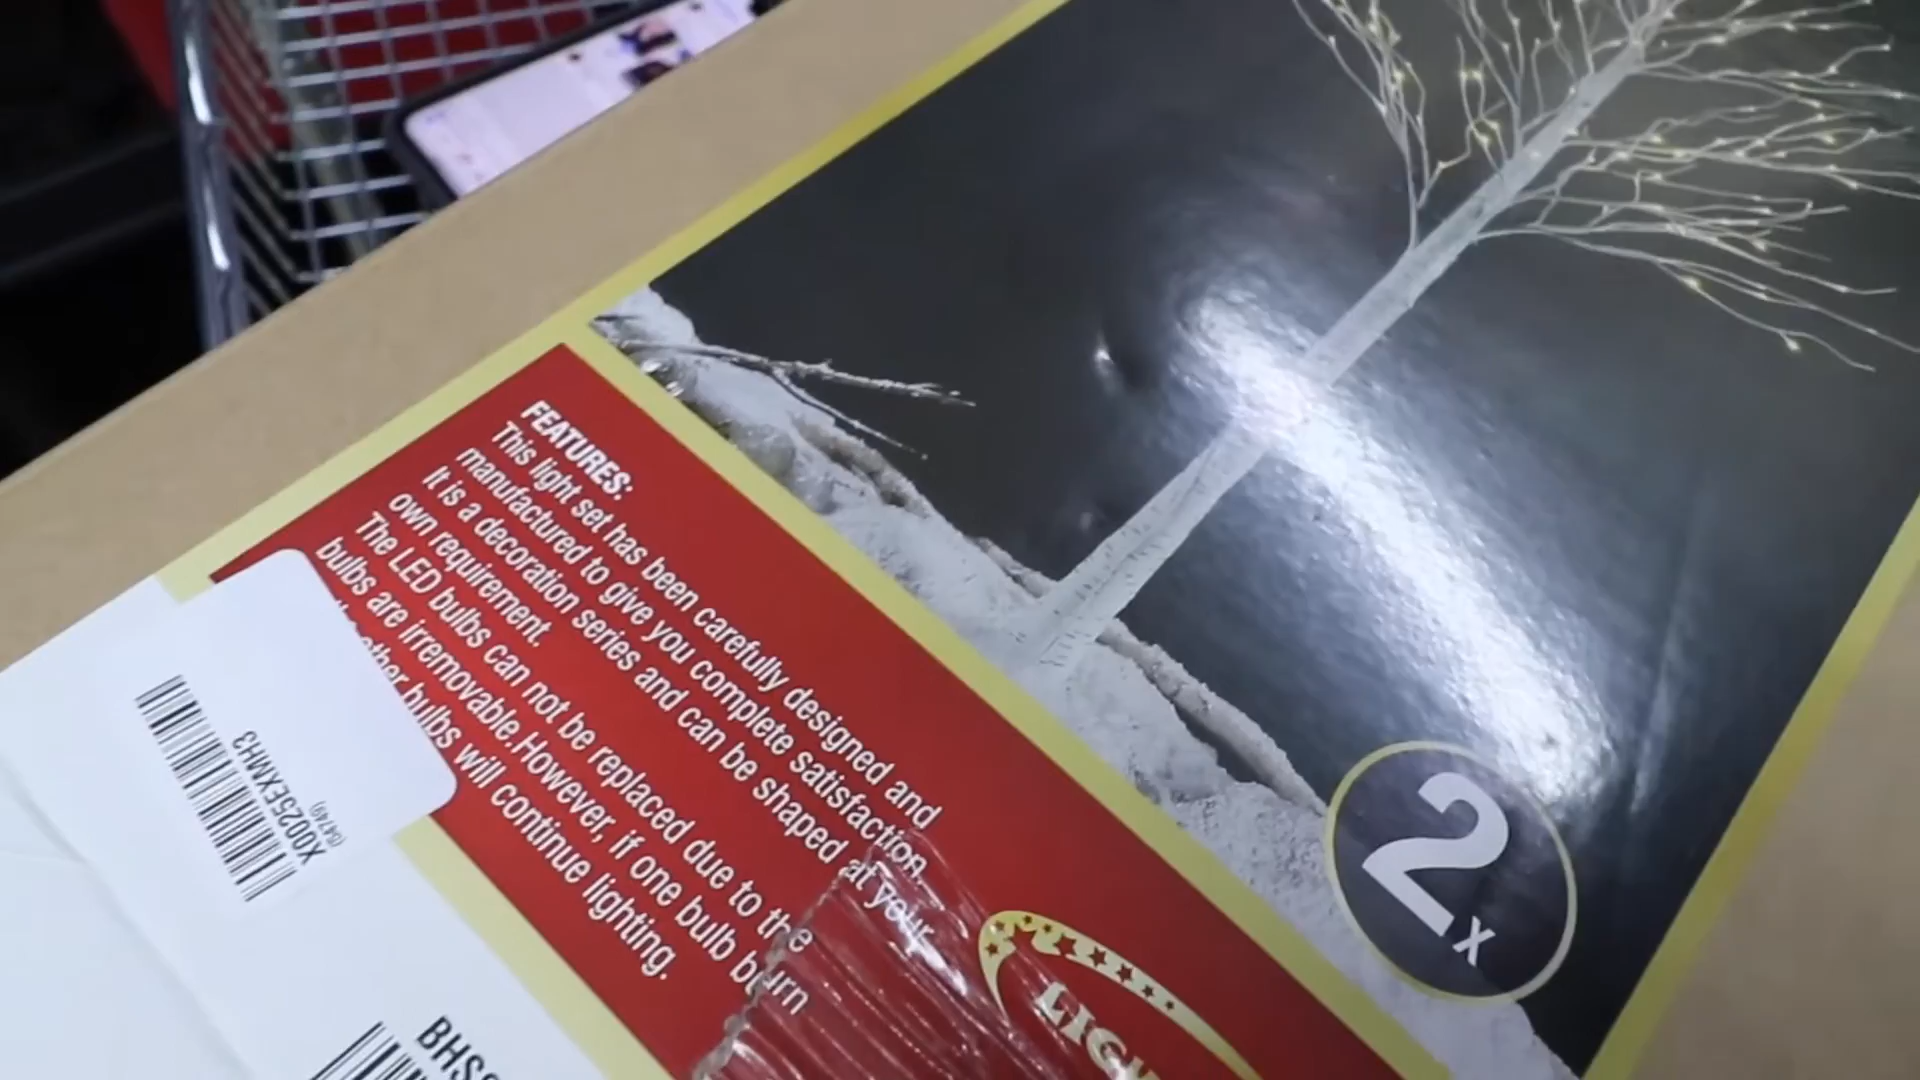 FEATURES:
This light set has been carefully designed and
manufactured to give you complete satisfaction.
It is a decoration series and can be shaped at your
own requirement.
The LED bulbs can not be replaced due to the
bulbs are irremovable.However, if one bulb burn
other bulbs will continue lighting.
2x
X0025EXMH3
(64749)